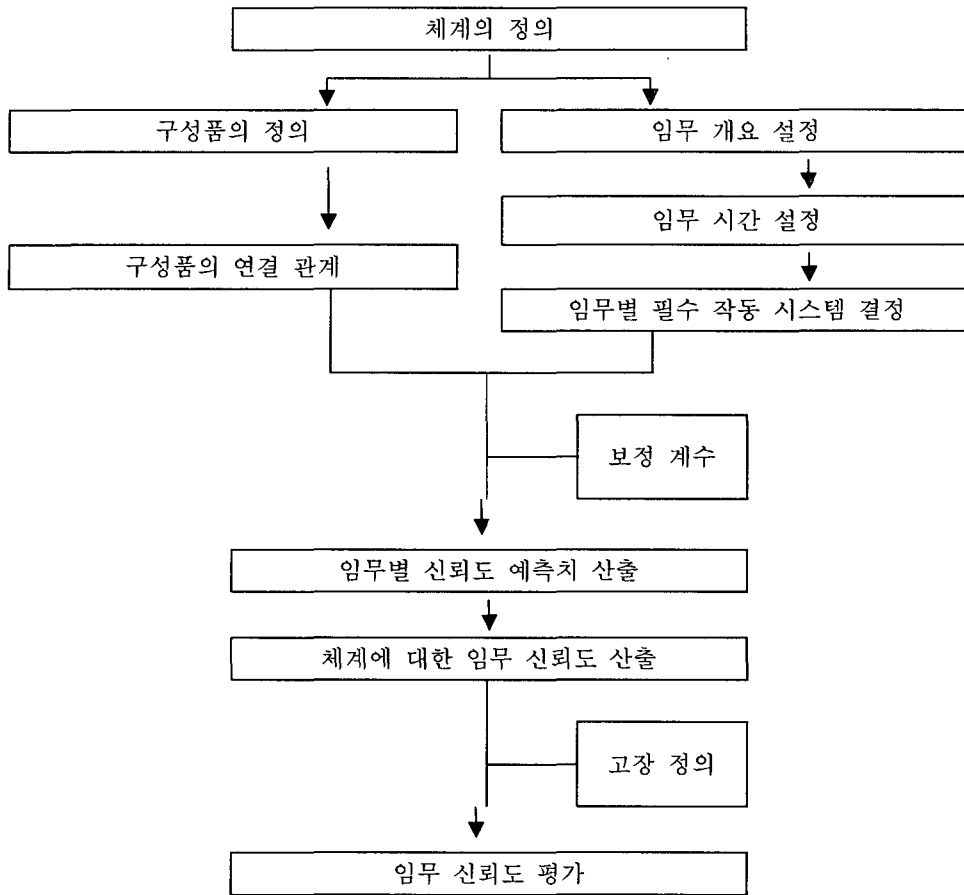 체계의 정의
구성품의 정의
임무 개요 설정
임무 시간 설정
구성품의 연결 관계
임무별 필수 작동 시스템 결정
보정 계수
임무별 신뢰도 예측치 산출
체계에 대한 임무 신뢰도 산출
고장 정의
임무 신뢰도 평가